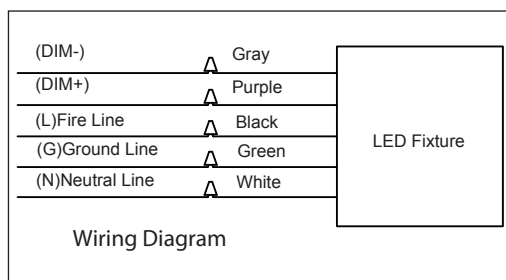 (DIM-) Gray
(DIM+) Purple
(L)Fire Line Black
(G)Ground Line Green
(N)Neutral Line White
LED Fixture
Wiring Diagram